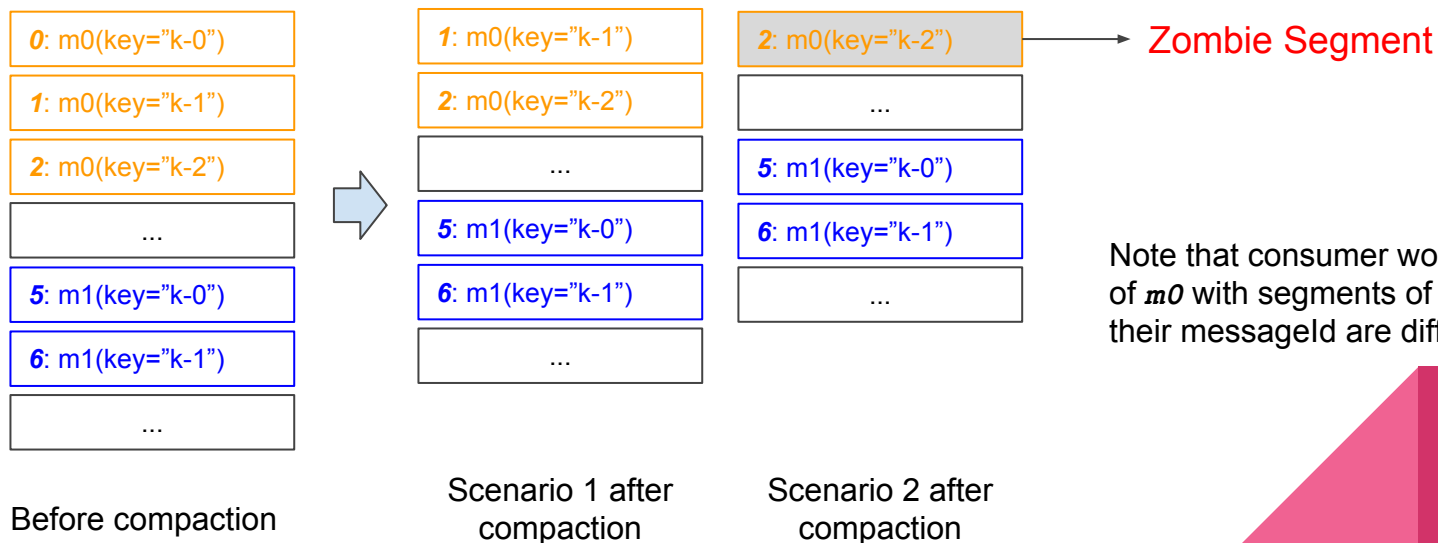 0: m0(key=”k-0”)
1: m0(key=”k-1”)
2: m0(key=”k-2”)
...
5: m1(key=”k-0”)
6: m1(key=”k-1”)
...
Before compaction
1: m0(key=”k-1”)
2: m0(key=”k-2”)
...
5: m1(key=”k-0”)
6: m1(key=”k-1”)
...
Scenario 1 after
compaction
2: m0(key=”k-2”)
...
5: m1(key=”k-0”)
6: m1(key=”k-1”)
...
Scenario 2 after
compaction
Zombie Segment
Note that consumer
of m0 with segments of
their messageId are